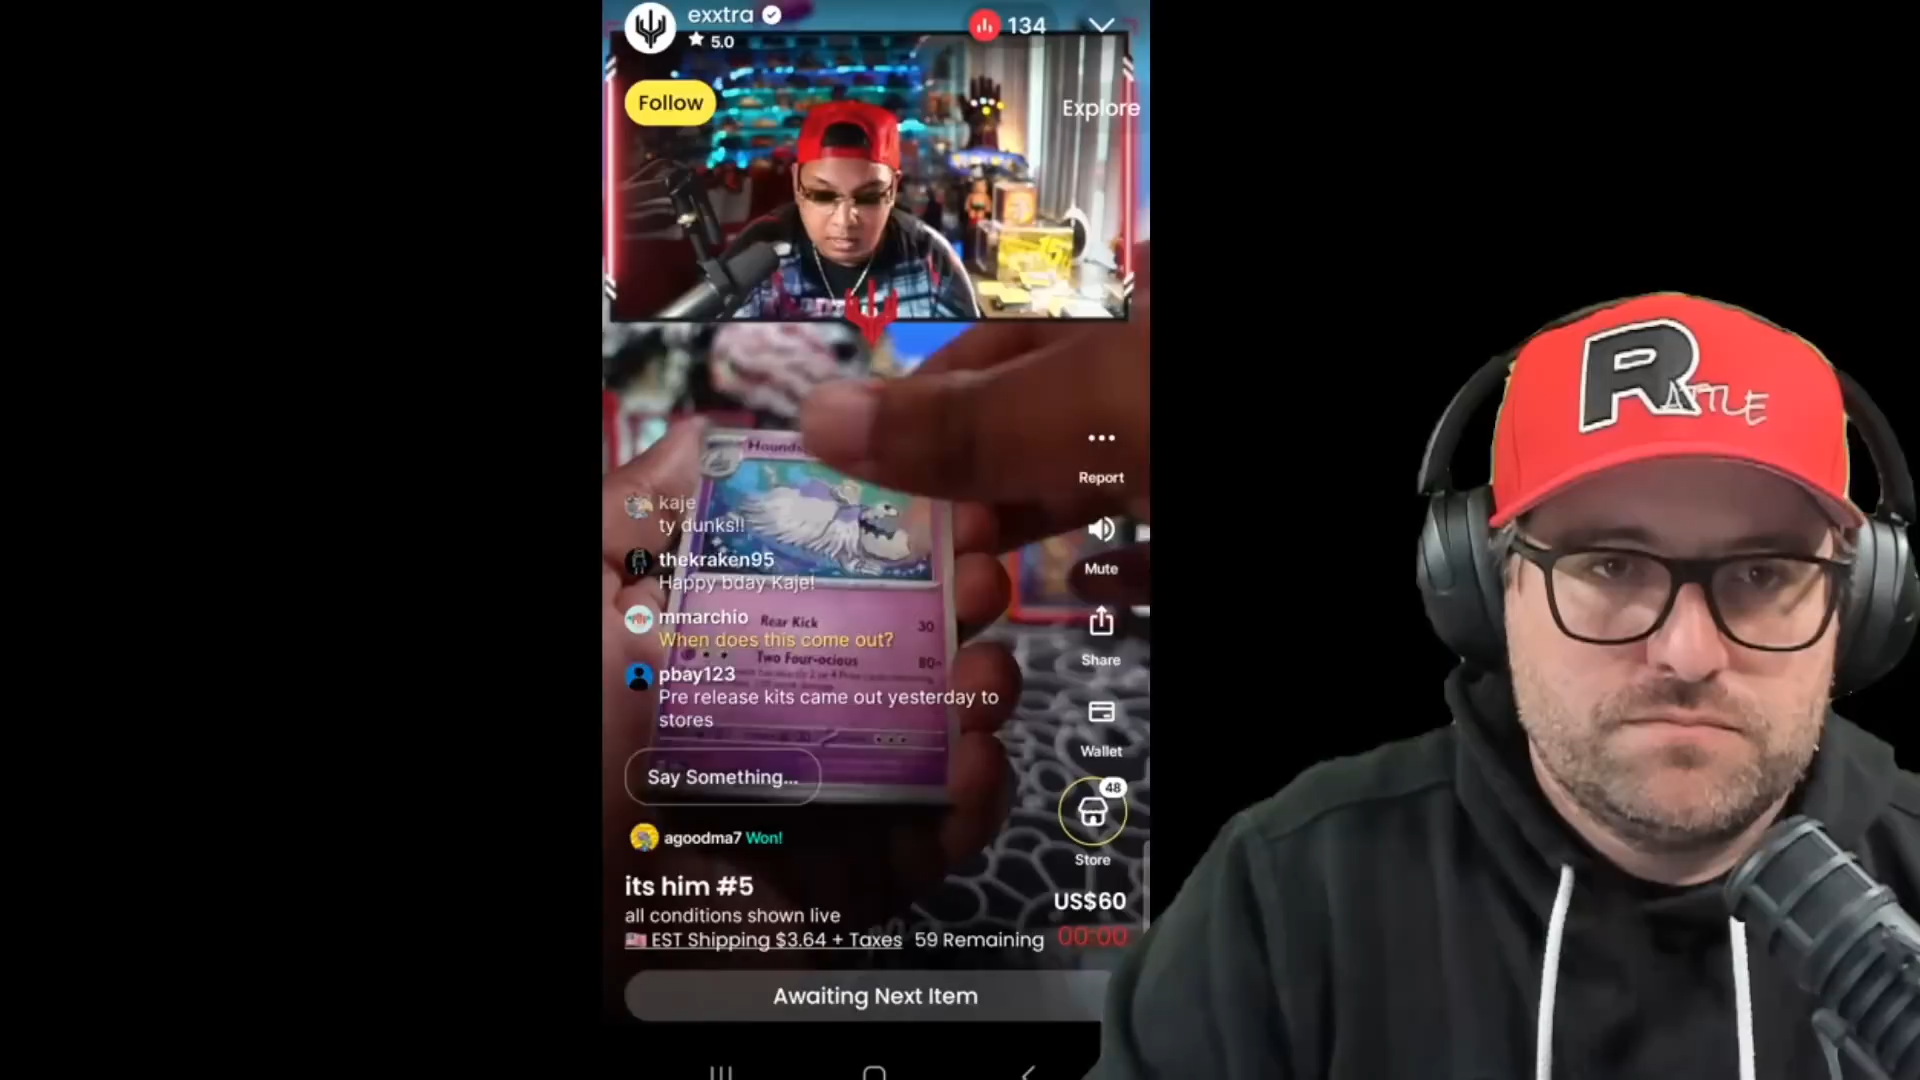 exxtra
5.0
134
Follow
Explore
Report
kaje
ty dunks!!
thekraken95
Happy bday Kaje!
mmarchio
When does this come out?
pbay123
Pre release kits came out yesterday to
stores
Rear Kick 30
Two Four-ocious 80
Mute
Share
Wallet
Say Something...
48
Store
agoodma7 Won!
its him #5
US$60
all conditions shown live
EST Shipping $3.64 + Taxes 59 Remaining 00:00
Awaiting Next Item
RATTLE